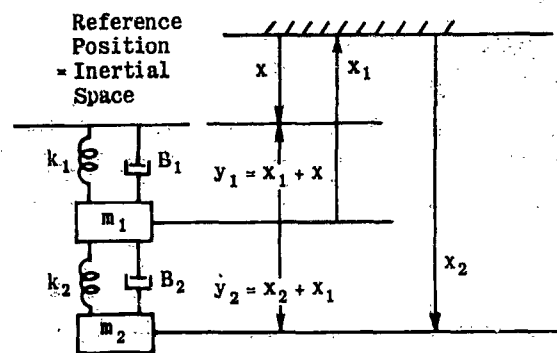 Reference
Position
= Inertial
Space
x
x₁
k₁
B₁
y₁ = x₁ + x
m₁
x₂
k₂
B₂
y₂ = x₂ + x₁
m₂